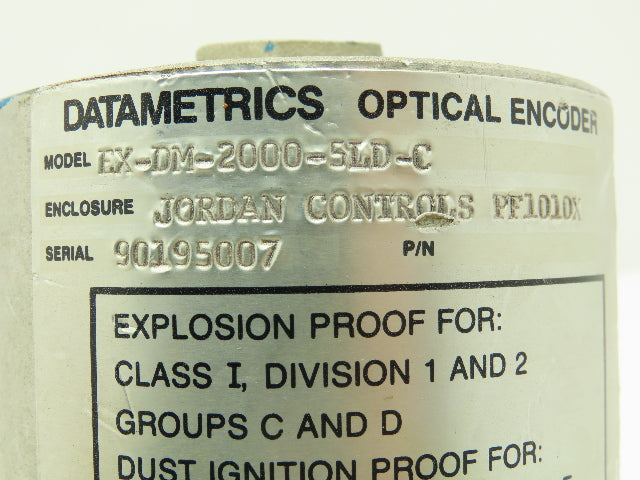 DATAMETRICS OPTICAL ENCODER
MODEL EX-DM-2000-5LD-C
ENCLOSURE JORDAN CONTROLS PF1010X
SERIAL 90195007 P/N
EXPLOSION PROOF FOR:
CLASS I, DIVISION 1 AND 2
GROUPS C AND D
DUST IGNITION PROOF FOR: